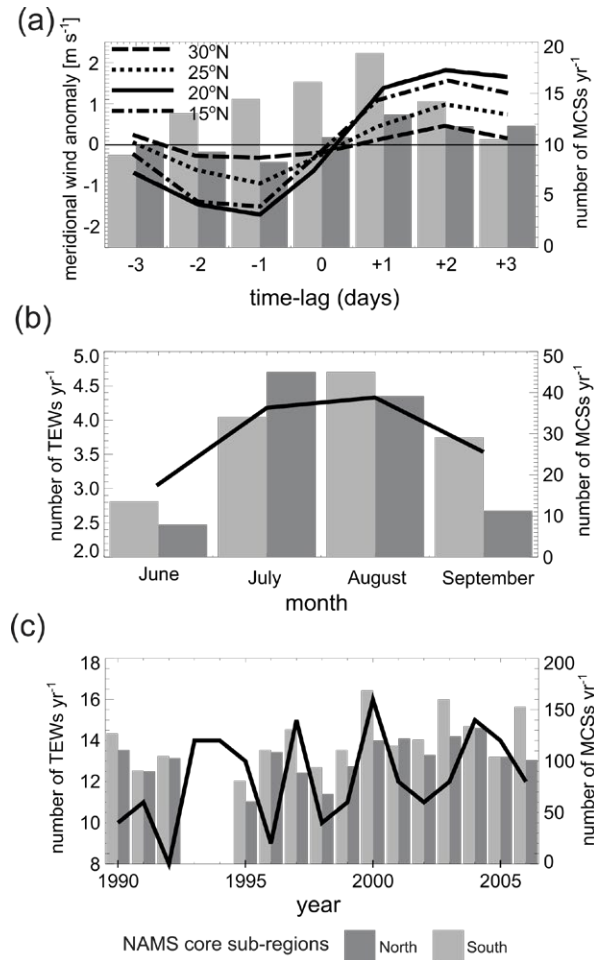 (a)
meridional wind anomaly [m s-1]
2
1
0
-1
-2
30°N
25°N
20°N
15°N
20
15
10
5
0
number of MCSs yr-1
-3 -2 -1 0 +1 +2 +3
time-lag (days)
(b)
number of TEWs yr-1
5.0
4.5
4.0
3.5
3.0
2.5
2.0
50
40
30
20
10
0
number of MCSs yr-1
June July August September
month
(c)
number of TEWs yr-1
18
16
14
12
10
8
200
150
100
50
0
number of MCSs yr-1
1990 1995 2000 2005
year
NAMS core sub-regions North South